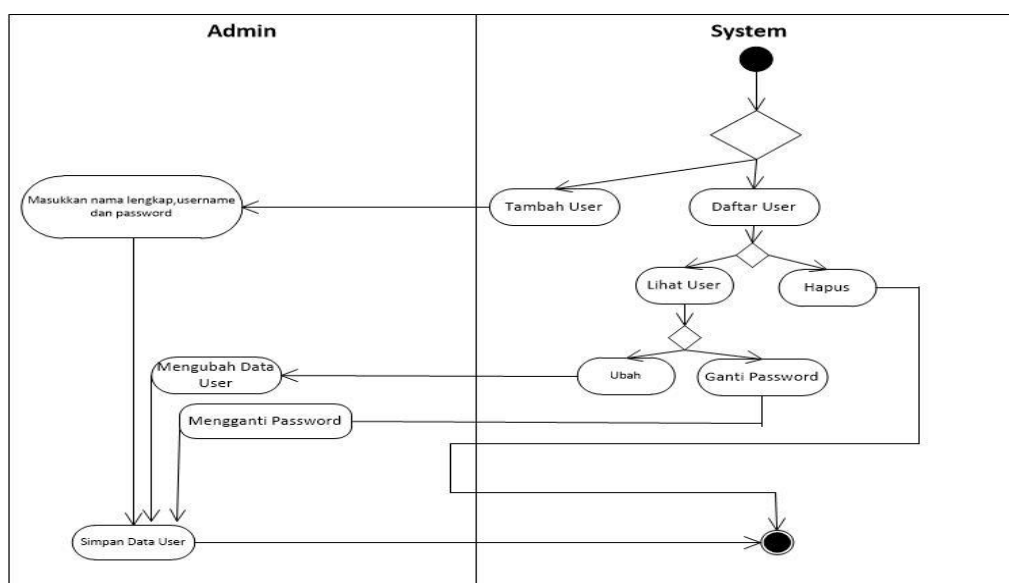 Admin
System
Masukkan nama lengkap,username
dan password
Tambah User
Daftar User
Lihat User
Hapus
Mengubah Data
User
Ubah
Ganti Password
Mengganti Password
Simpan Data User